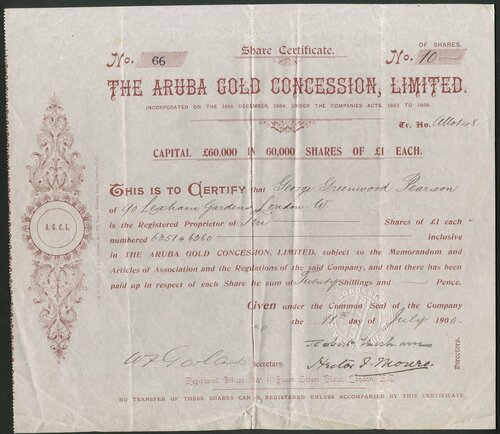 Share Certificate.
No. 66
OF SHARES.
No. 10
THE ARUBA GOLD CONCESSION, LIMITED.
INCORPORATED ON THE 16th DECEMBER, 1899, UNDER THE COMPANIES ACTS, 1862 TO 1898.
Tr. No. Allot 48
CAPITAL £60.000 IN 60.000 SHARES OF £1 EACH.
THIS IS TO CERTIFY that George Greenwood Pearson
of 90 Lexham Gardens, London W.
is the Registered Proprietor of Ten Shares of £1 each
numbered 6351 @ 6360 inclusive
in THE ARUBA GOLD CONCESSION, LIMITED, subject to the Memorandum and
Articles of Association and the Regulations of the said Company, and that there has been
paid up in respect of each Share the sum of Twenty Shillings and — Pence.
A.G.C.L.
Given under the Common Seal of the Company
the 11th day of July 1900.
Secretary.
Directors.
Registered Offices: Queen Street Place, London, E.C.
NO TRANSFER OF THESE SHARES CAN BE REGISTERED UNLESS ACCOMPANIED BY THIS CERTIFICATE.